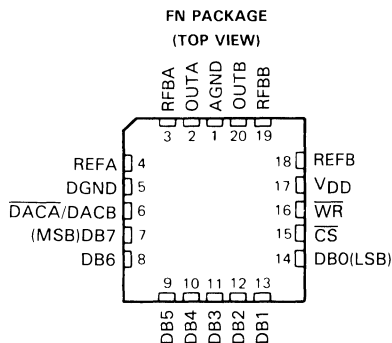 FN PACKAGE
(TOP VIEW)
RFBA
OUTA
AGND
OUTB
RFBB
3 2 1 20 19
REFA 4
DGND 5
DACA/DACB 6
(MSB)DB7 7
DB6 8
18 REFB
17 VDD
16 WR
15 CS
14 DB0(LSB)
9 10 11 12 13
DB5
DB4
DB3
DB2
DB1